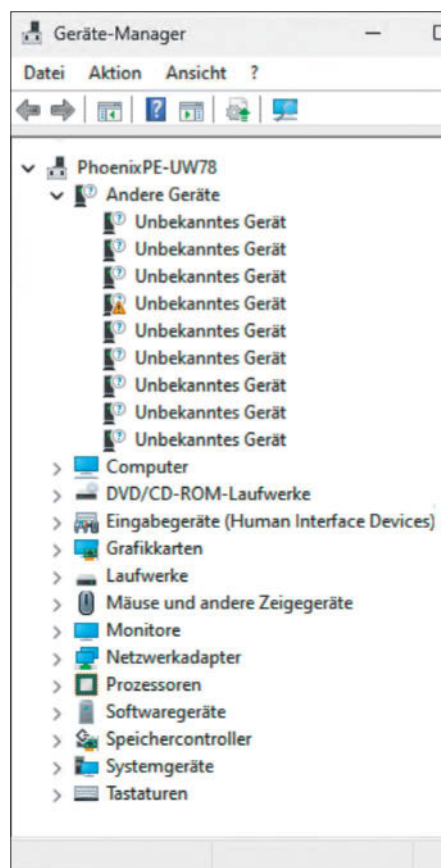 Geräte-Manager
Datei Aktion Ansicht ?
PhoenixPE-UW78
Andere Geräte
Unbekanntes Gerät
Unbekanntes Gerät
Unbekanntes Gerät
Unbekanntes Gerät
Unbekanntes Gerät
Unbekanntes Gerät
Unbekanntes Gerät
Unbekanntes Gerät
Unbekanntes Gerät
Computer
DVD/CD-ROM-Laufwerke
Eingabegeräte (Human Interface Devices)
Grafikkarten
Laufwerke
Mäuse und andere Zeigegeräte
Monitore
Netzwerkadapter
Prozessoren
Softwaregeräte
Speichercontroller
Systemgeräte
Tastaturen